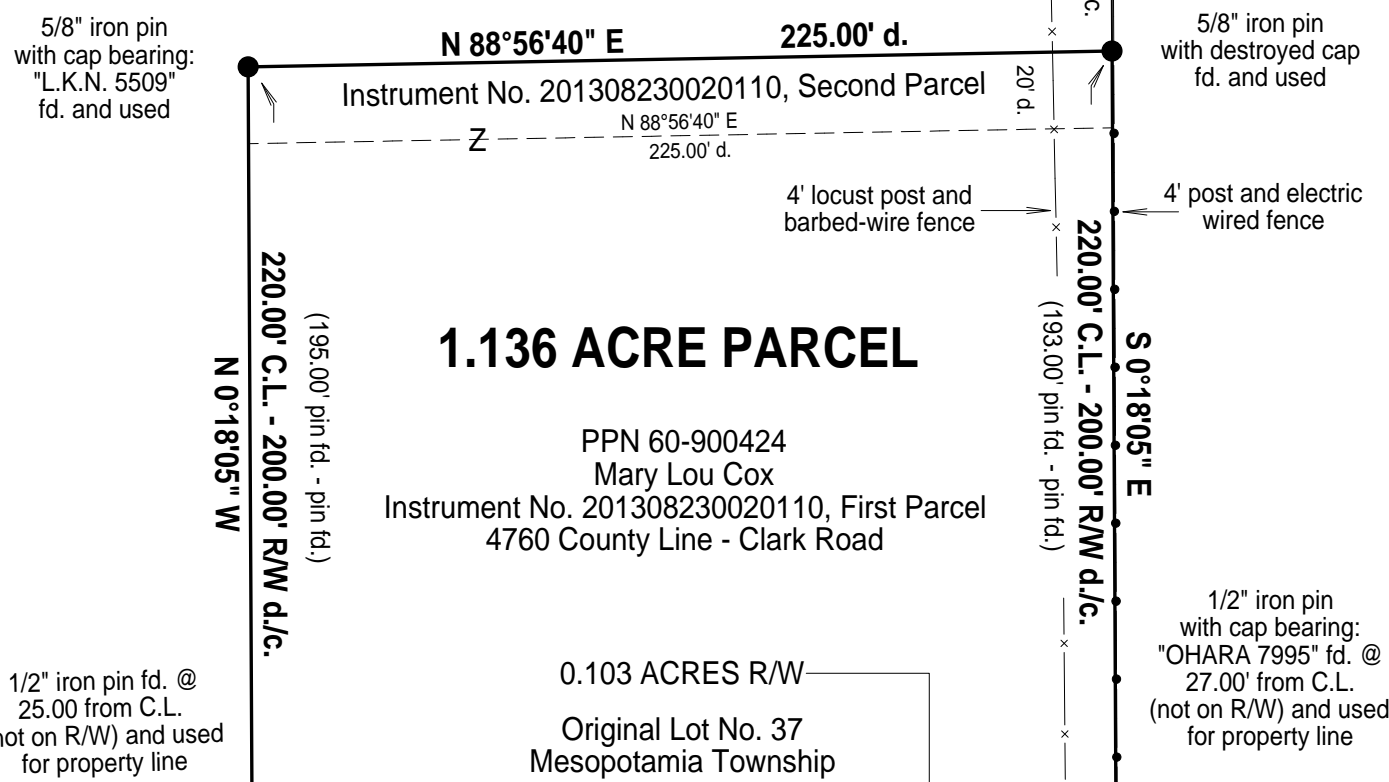 5/8" iron pin
with cap bearing:
"L.K.N. 5509"
fd. and used
N 88°56'40" E 225.00' d.
c.
5/8" iron pin
with destroyed cap
fd. and used
Instrument No. 201308230020110, Second Parcel
20' d.
N 88°56'40" E
Z
225.00' d.
4' locust post and
barbed-wire fence
4' post and electric
wired fence
N 0°18'05" W
220.00' C.L. - 200.00' R/W d./c.
(195.00' pin fd. - pin fd.)
1.136 ACRE PARCEL
PPN 60-900424
Mary Lou Cox
Instrument No. 201308230020110, First Parcel
4760 County Line - Clark Road
(193.00' pin fd. - pin fd.)
220.00' C.L. - 200.00' R/W d./c.
S 0°18'05" E
0.103 ACRES R/W
Original Lot No. 37
Mesopotamia Township
1/2" iron pin fd. @
25.00 from C.L.
not on R/W) and used
for property line
1/2" iron pin
with cap bearing:
"OHARA 7995" fd. @
27.00' from C.L.
(not on R/W) and used
for property line